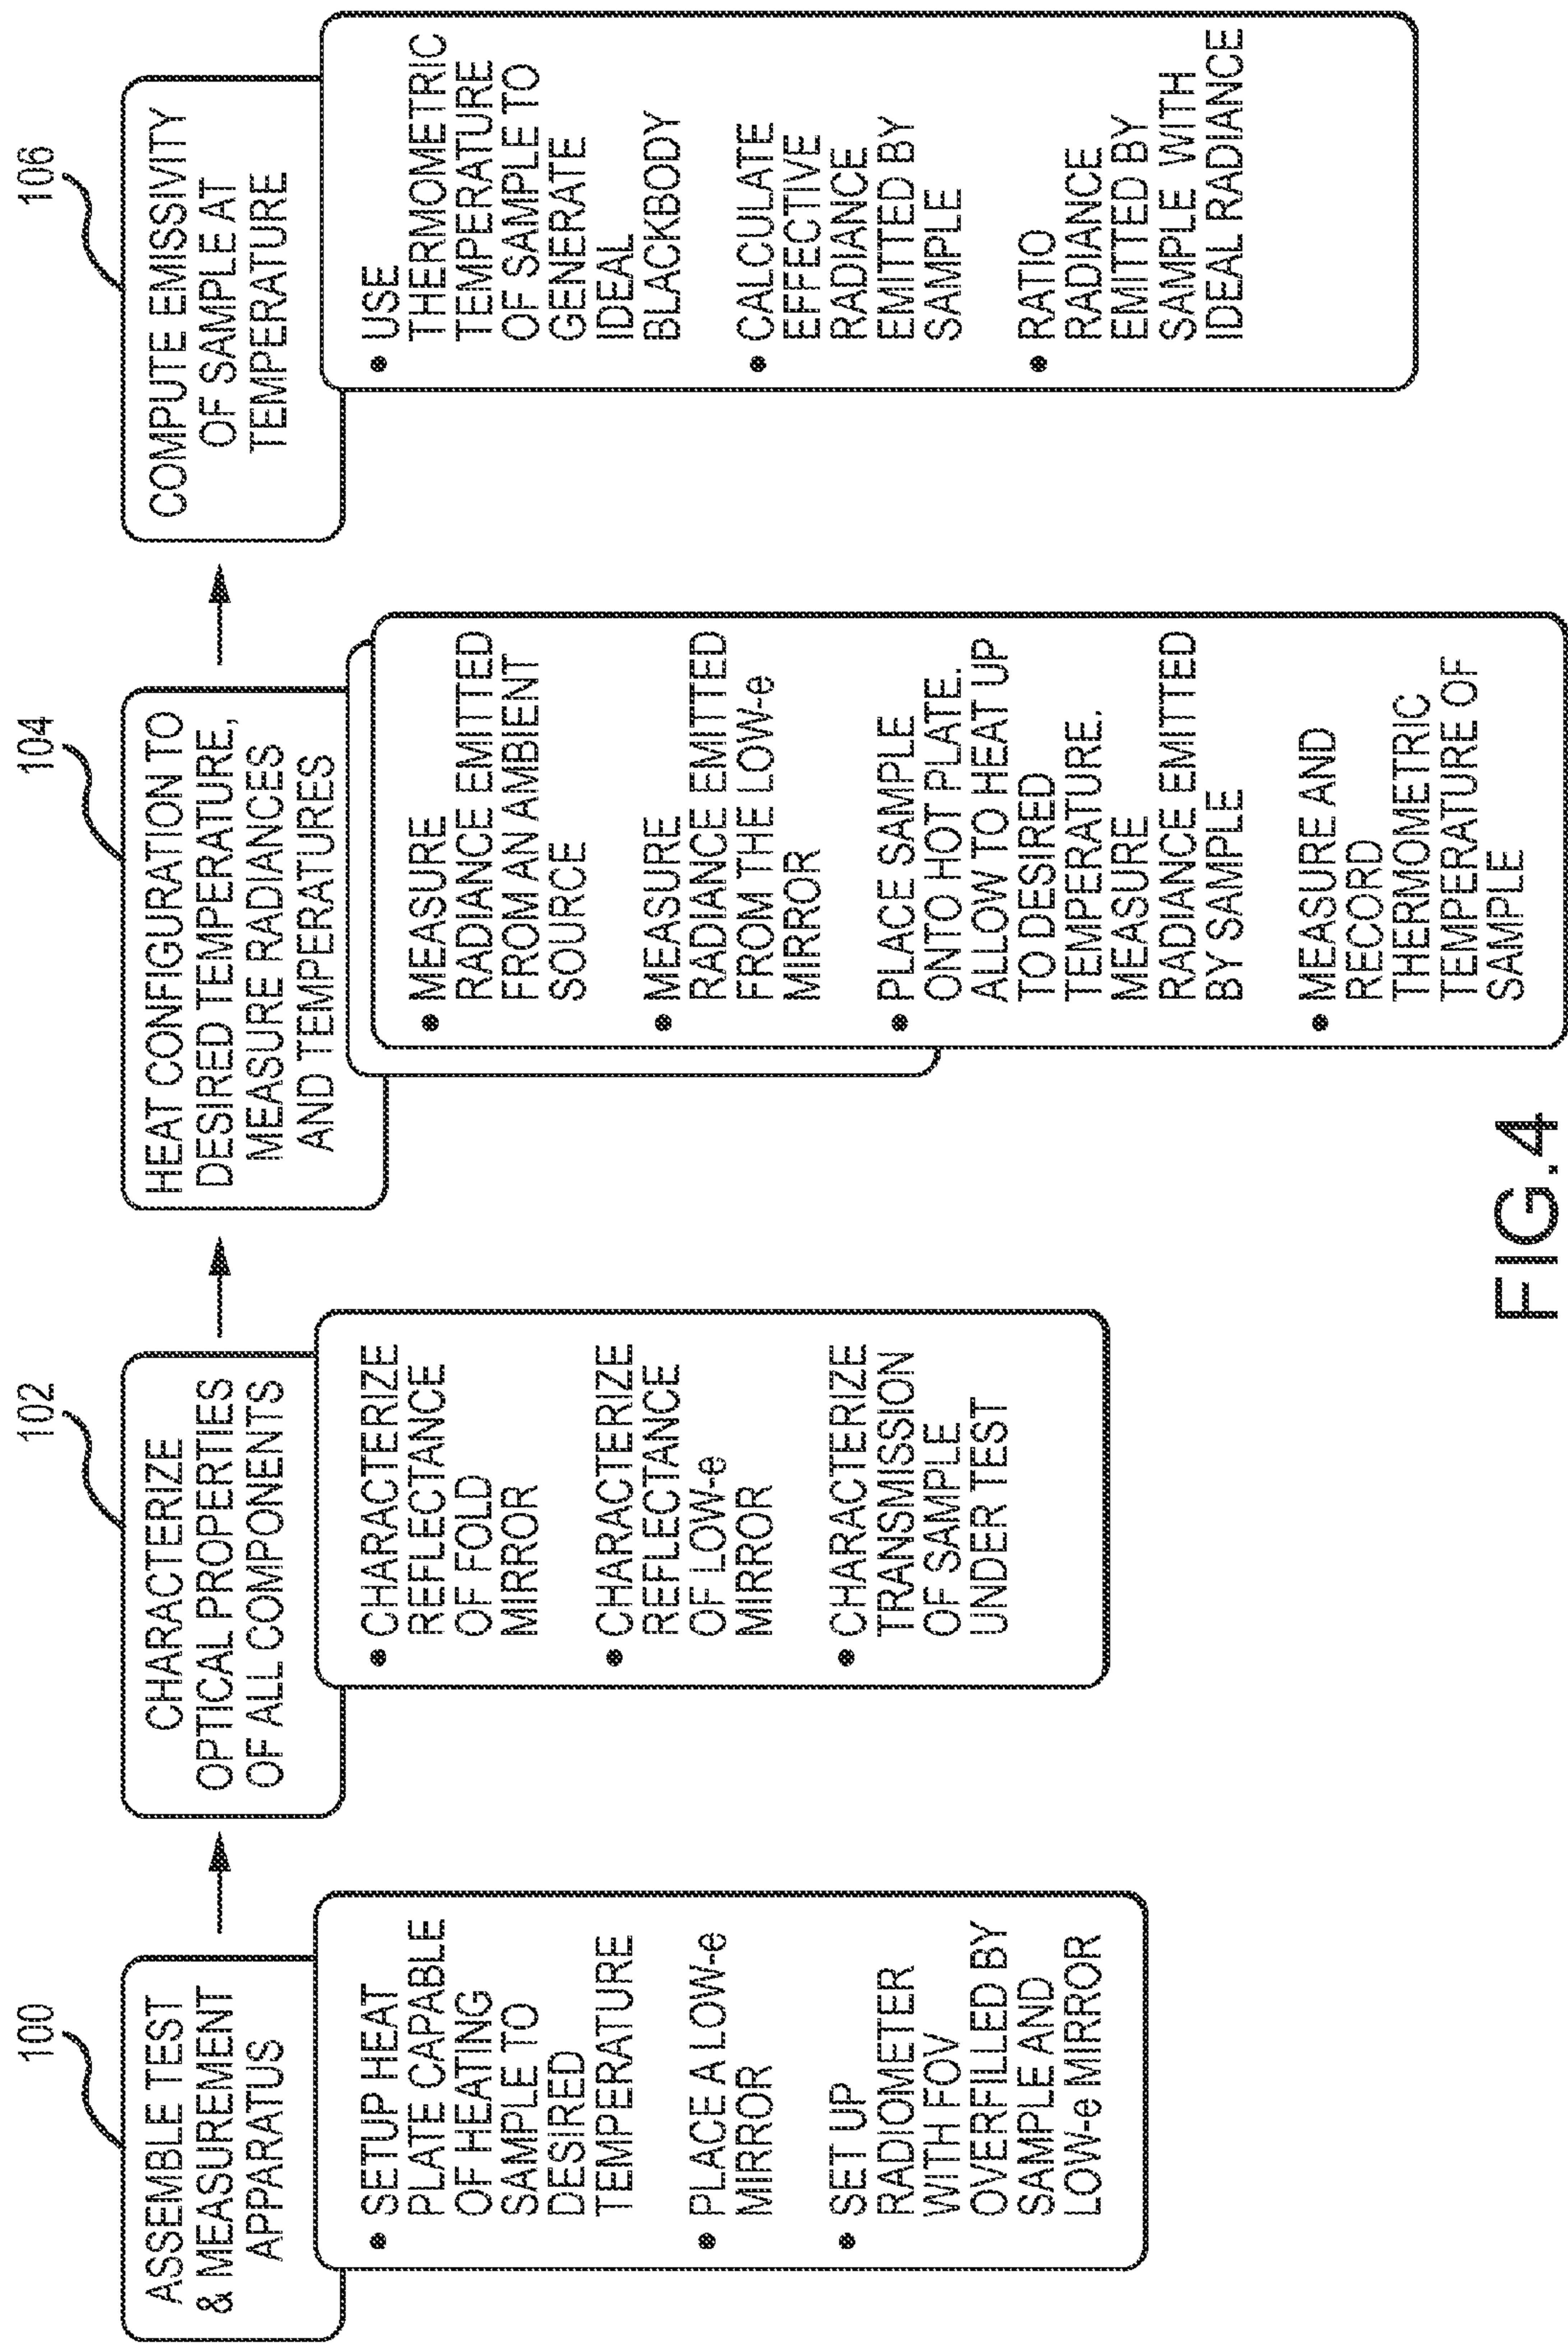 100
ASSEMBLE TEST
& MEASUREMENT
APPARATUS
• SETUP HEAT
PLATE CAPABLE
OF HEATING
SAMPLE TO
DESIRED
TEMPERATURE
• PLACE A LOW-e
MIRROR
• SET UP
RADIOMETER
WITH FOV
OVERFILLED BY
SAMPLE AND
LOW-e MIRROR
102
CHARACTERIZE
OPTICAL PROPERTIES
OF ALL COMPONENTS
• CHARACTERIZE
REFLECTANCE
OF FOLD
MIRROR
• CHARACTERIZE
REFLECTANCE
OF LOW-e
MIRROR
• CHARACTERIZE
TRANSMISSION
OF SAMPLE
UNDER TEST
104
HEAT CONFIGURATION TO
DESIRED TEMPERATURE,
MEASURE RADIANCES
AND TEMPERATURES
• MEASURE
RADIANCE EMITTED
FROM AN AMBIENT
SOURCE
• MEASURE
RADIANCE EMITTED
FROM THE LOW-e
MIRROR
• PLACE SAMPLE
ONTO HOT PLATE.
ALLOW TO HEAT UP
TO DESIRED
TEMPERATURE.
MEASURE
RADIANCE EMITTED
BY SAMPLE
• MEASURE AND
RECORD
THERMOMETRIC
TEMPERATURE OF
SAMPLE
106
COMPUTE EMISSIVITY
OF SAMPLE AT
TEMPERATURE
• USE
THERMOMETRIC
TEMPERATURE
OF SAMPLE TO
GENERATE
IDEAL
BLACKBODY
• CALCULATE
EFFECTIVE
RADIANCE
EMITTED BY
SAMPLE
• RATIO
RADIANCE
EMITTED BY
SAMPLE WITH
IDEAL RADIANCE
FIG.4